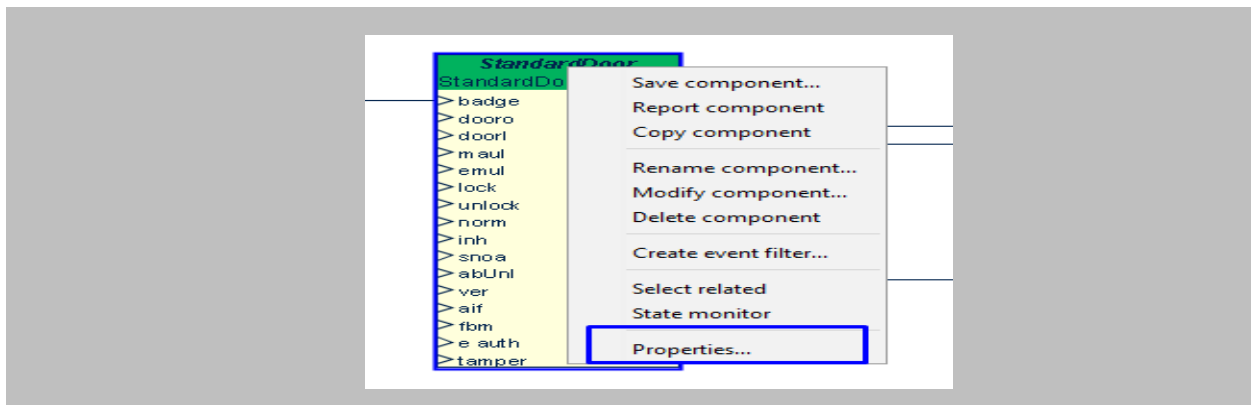 StandardDoor
StandardDo
badge
dooro
doorl
maul
emul
lock
unlock
norm
inh
snoa
abUnl
ver
aif
fbm
e auth
tamper
Save component...
Report component
Copy component
Rename component...
Modify component...
Delete component
Create event filter...
Select related
State monitor
Properties...